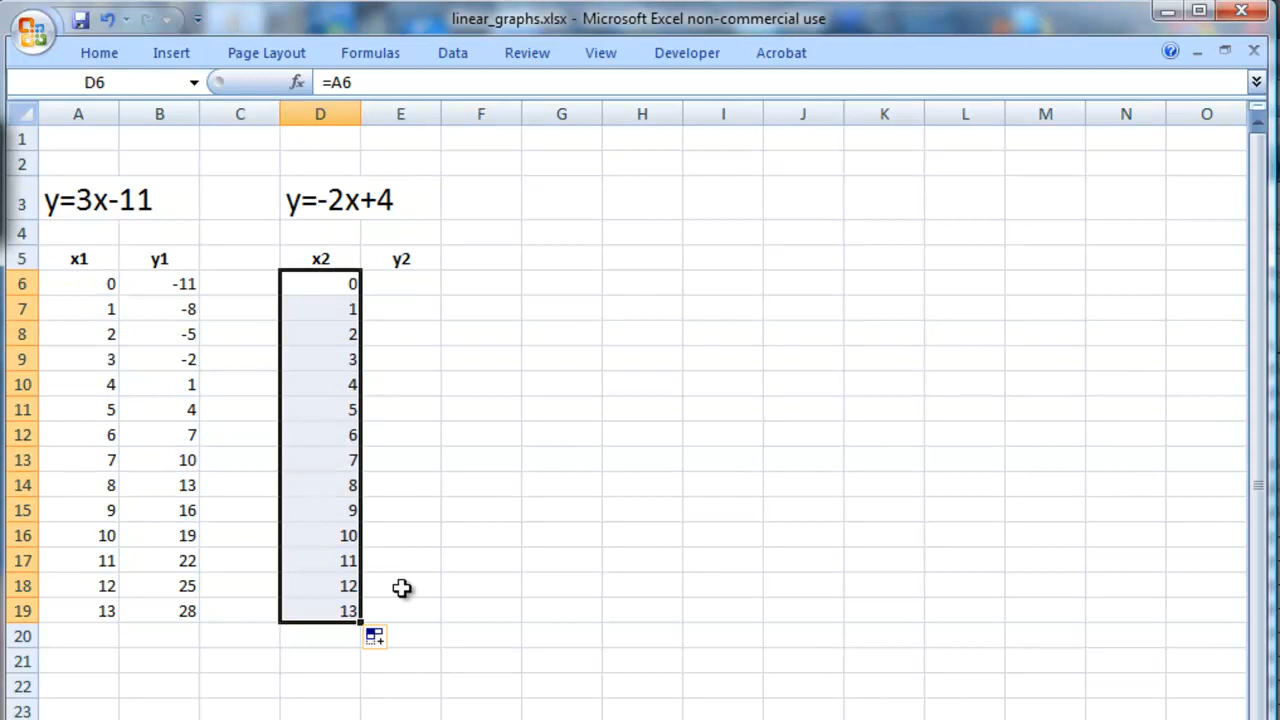 linear_graphs.xlsx - Microsoft Excel non-commercial use
Home Insert Page Layout Formulas Data Review View Developer Acrobat
D6 fx =A6
A B C D E F G H I J K L M N O
1
2
3 y=3x-11 y=-2x+4
4
5 x1 y1 x2 y2
6 0 -11 0
7 1 -8 1
8 2 -5 2
9 3 -2 3
10 4 1 4
11 5 4 5
12 6 7 6
13 7 10 7
14 8 13 8
15 9 16 9
16 10 19 10
17 11 22 11
18 12 25 12
19 13 28 13
20
21
22
23